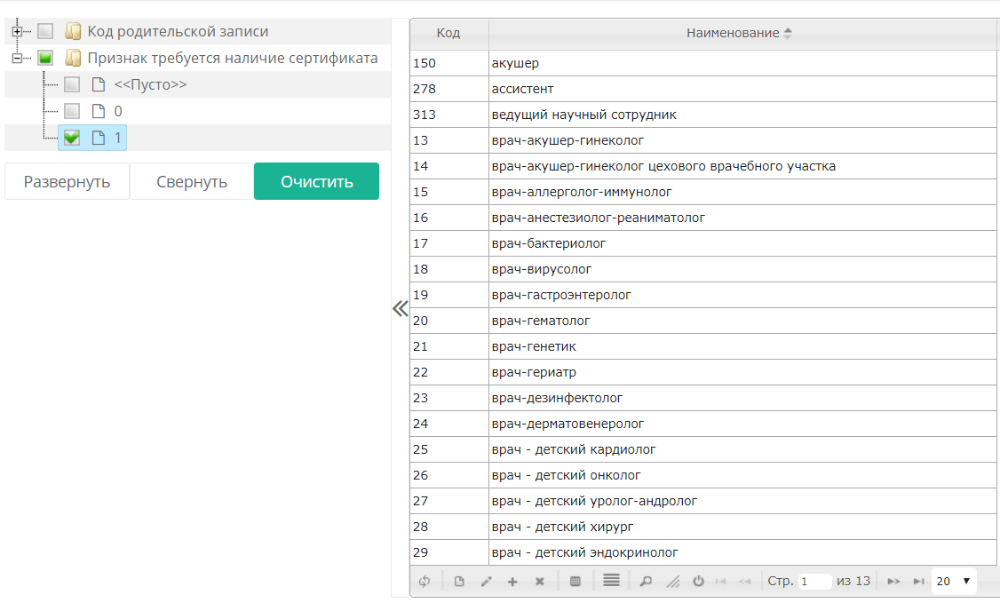 Код родительской записи
Признак требуется наличие сертификата
<<Пусто>>
0
1
Развернуть Свернуть Очистить
Код Наименование
150 акушер
278 ассистент
313 ведущий научный сотрудник
13 врач-акушер-гинеколог
14 врач-акушер-гинеколог цехового врачебного участка
15 врач-аллерголог-иммунолог
16 врач-анестезиолог-реаниматолог
17 врач-бактериолог
18 врач-вирусолог
19 врач-гастроэнтеролог
20 врач-гематолог
21 врач-генетик
22 врач-гериатр
23 врач-дезинфектолог
24 врач-дерматовенеролог
25 врач - детский кардиолог
26 врач - детский онколог
27 врач - детский уролог-андролог
28 врач - детский хирург
29 врач - детский эндокринолог
Стр. 1 из 13 20